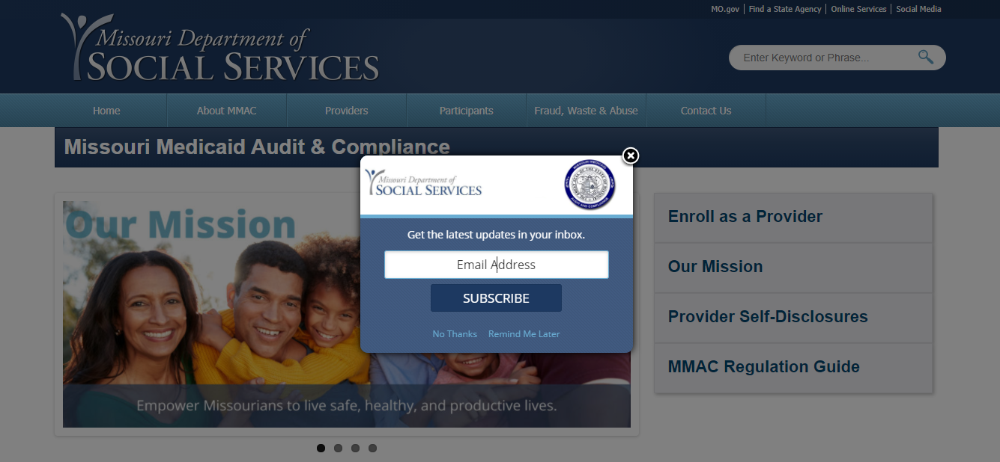 MO.gov
Find a State Agency
Online Services
Social Media
Missouri Department of
SOCIAL SERVICES
Enter Keyword or Phrase...
Home
About MMAC
Providers
Participants
Fraud, Waste & Abuse
Contact Us
Missouri Medicaid Audit & Compliance
Missouri Department of
SOCIAL SERVICES
Get the latest updates in your inbox.
Email Address
SUBSCRIBE
No Thanks
Remind Me Later
Our Mission
Empower Missourians to live safe, healthy, and productive lives.
Enroll as a Provider
Our Mission
Provider Self-Disclosures
MMAC Regulation Guide